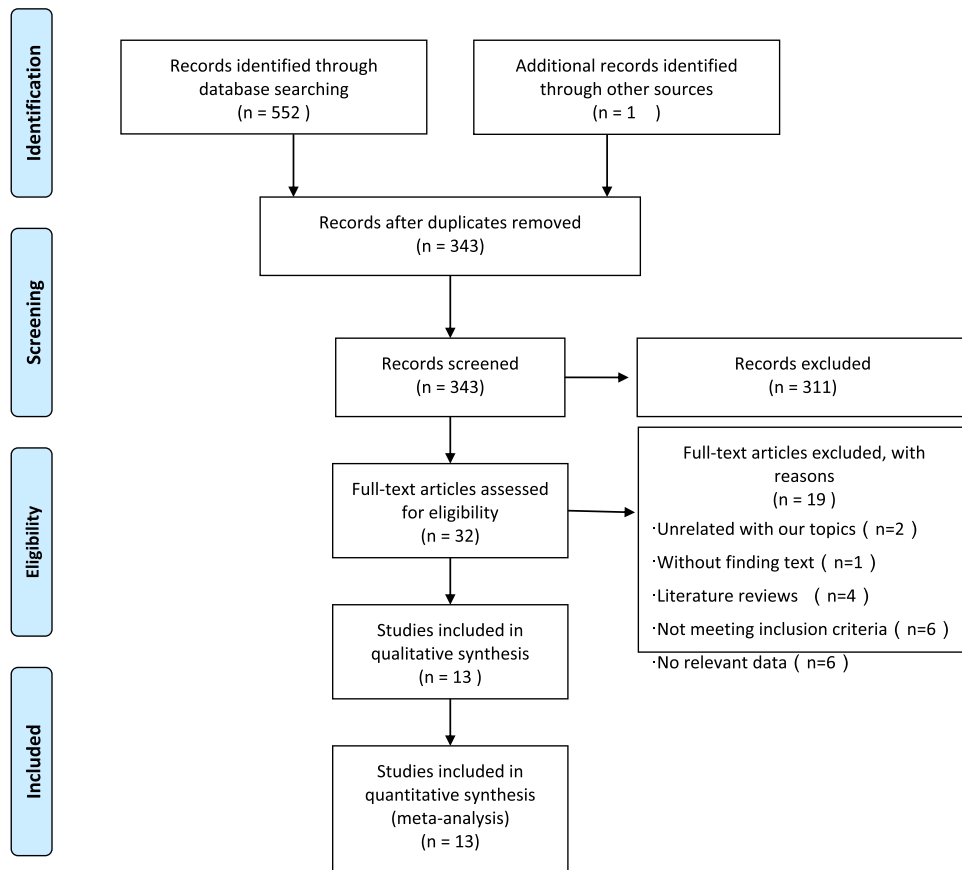 Identification
Records identified through
database searching
(n = 552 )
Additional records identified
through other sources
(n = 1    )
Records after duplicates removed
(n = 343)
Screening
Records screened
(n = 343)
Records excluded
(n = 311)
Eligibility
Full-text articles assessed
for eligibility
(n = 32)
Full-text articles excluded, with
reasons
(n = 19 )
·Unrelated with our topics ( n=2 )
·Without finding text ( n=1 )
·Literature reviews  ( n=4 )
·Not meeting inclusion criteria ( n=6 )
·No relevant data ( n=6 )
Studies included in
qualitative synthesis
(n = 13 )
Included
Studies included in
quantitative synthesis
(meta-analysis)
(n = 13)